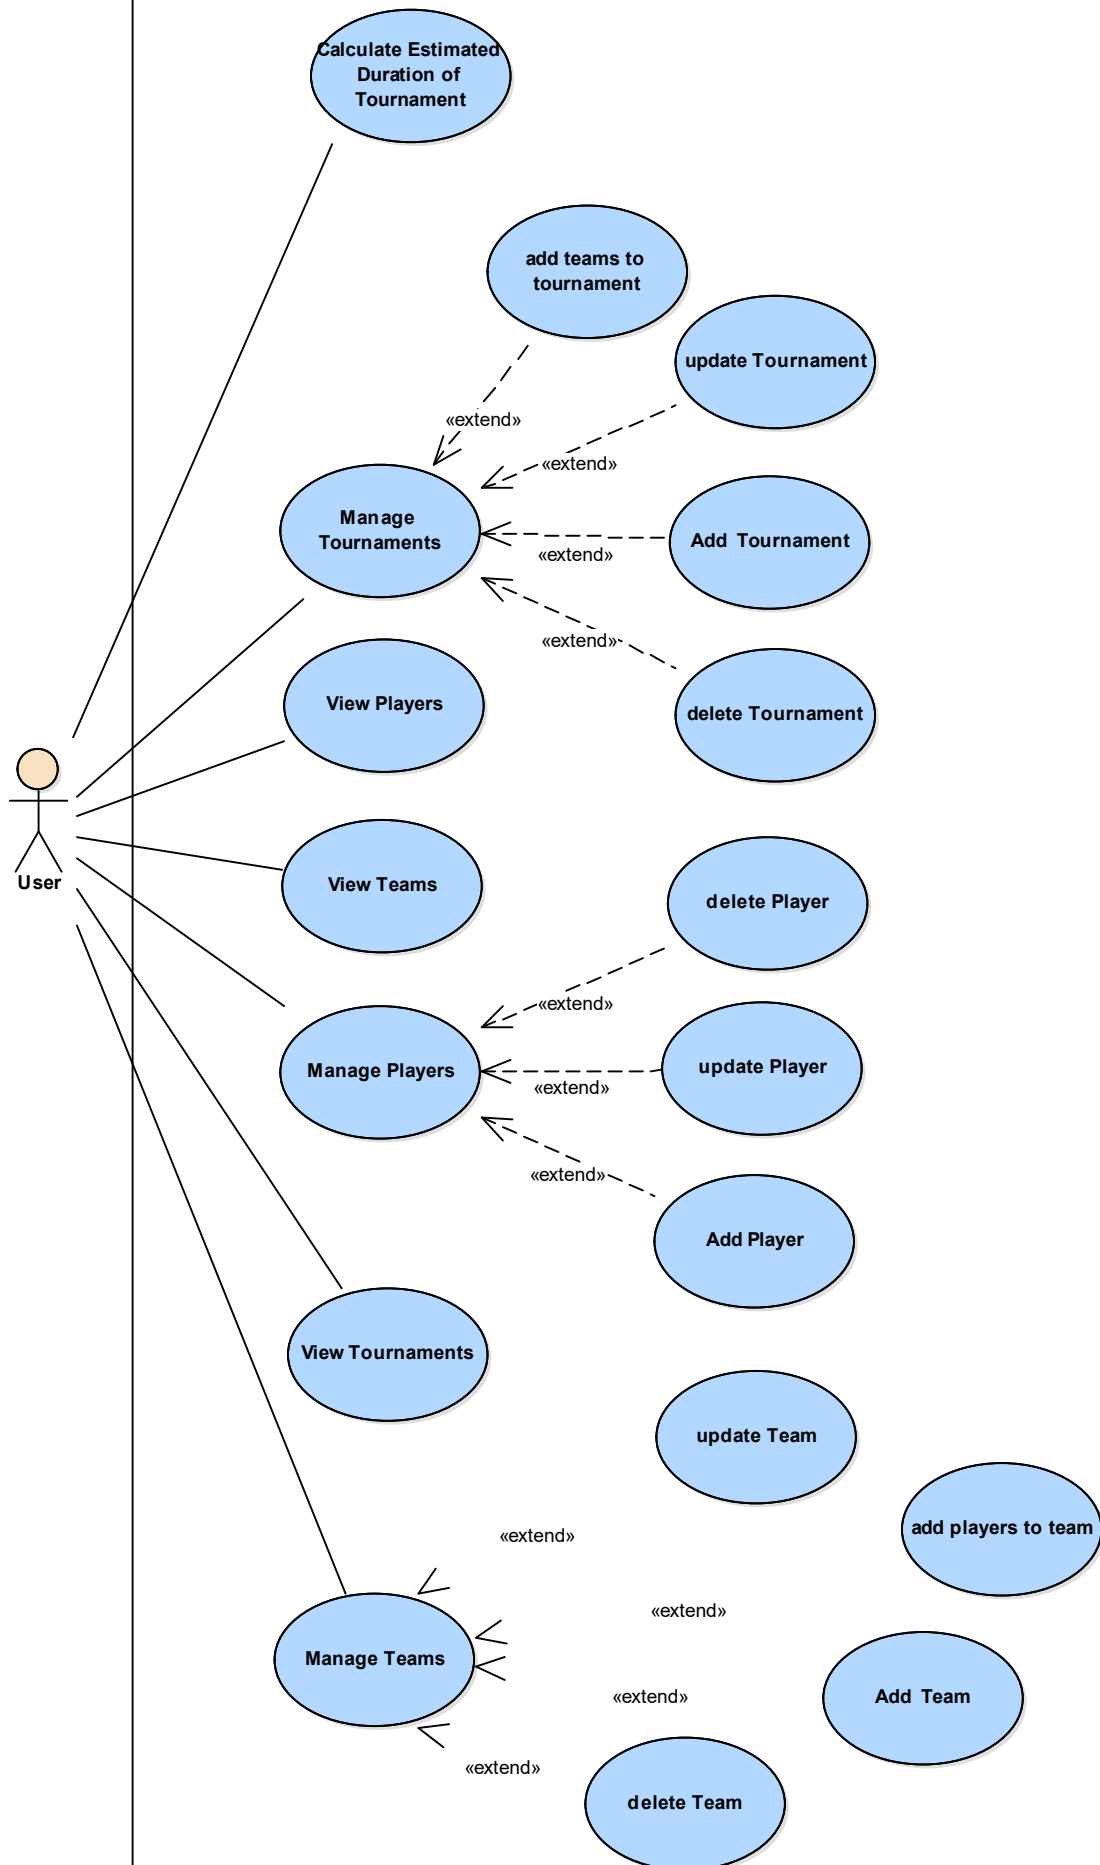 Calculate Estimated
Duration of
Tournament
add teams to
tournament
update Tournament
«extend»
«extend»
Manage
Tournaments
Add  Tournament
«extend»
«extend»
View Players
delete Tournament
User
View Teams
delete Player
«extend»
Manage Players
update Player
«extend»
«extend»
Add Player
View Tournaments
update Team
add players to team
«extend»
«extend»
Manage Teams
Add  Team
«extend»
«extend»
delete Team